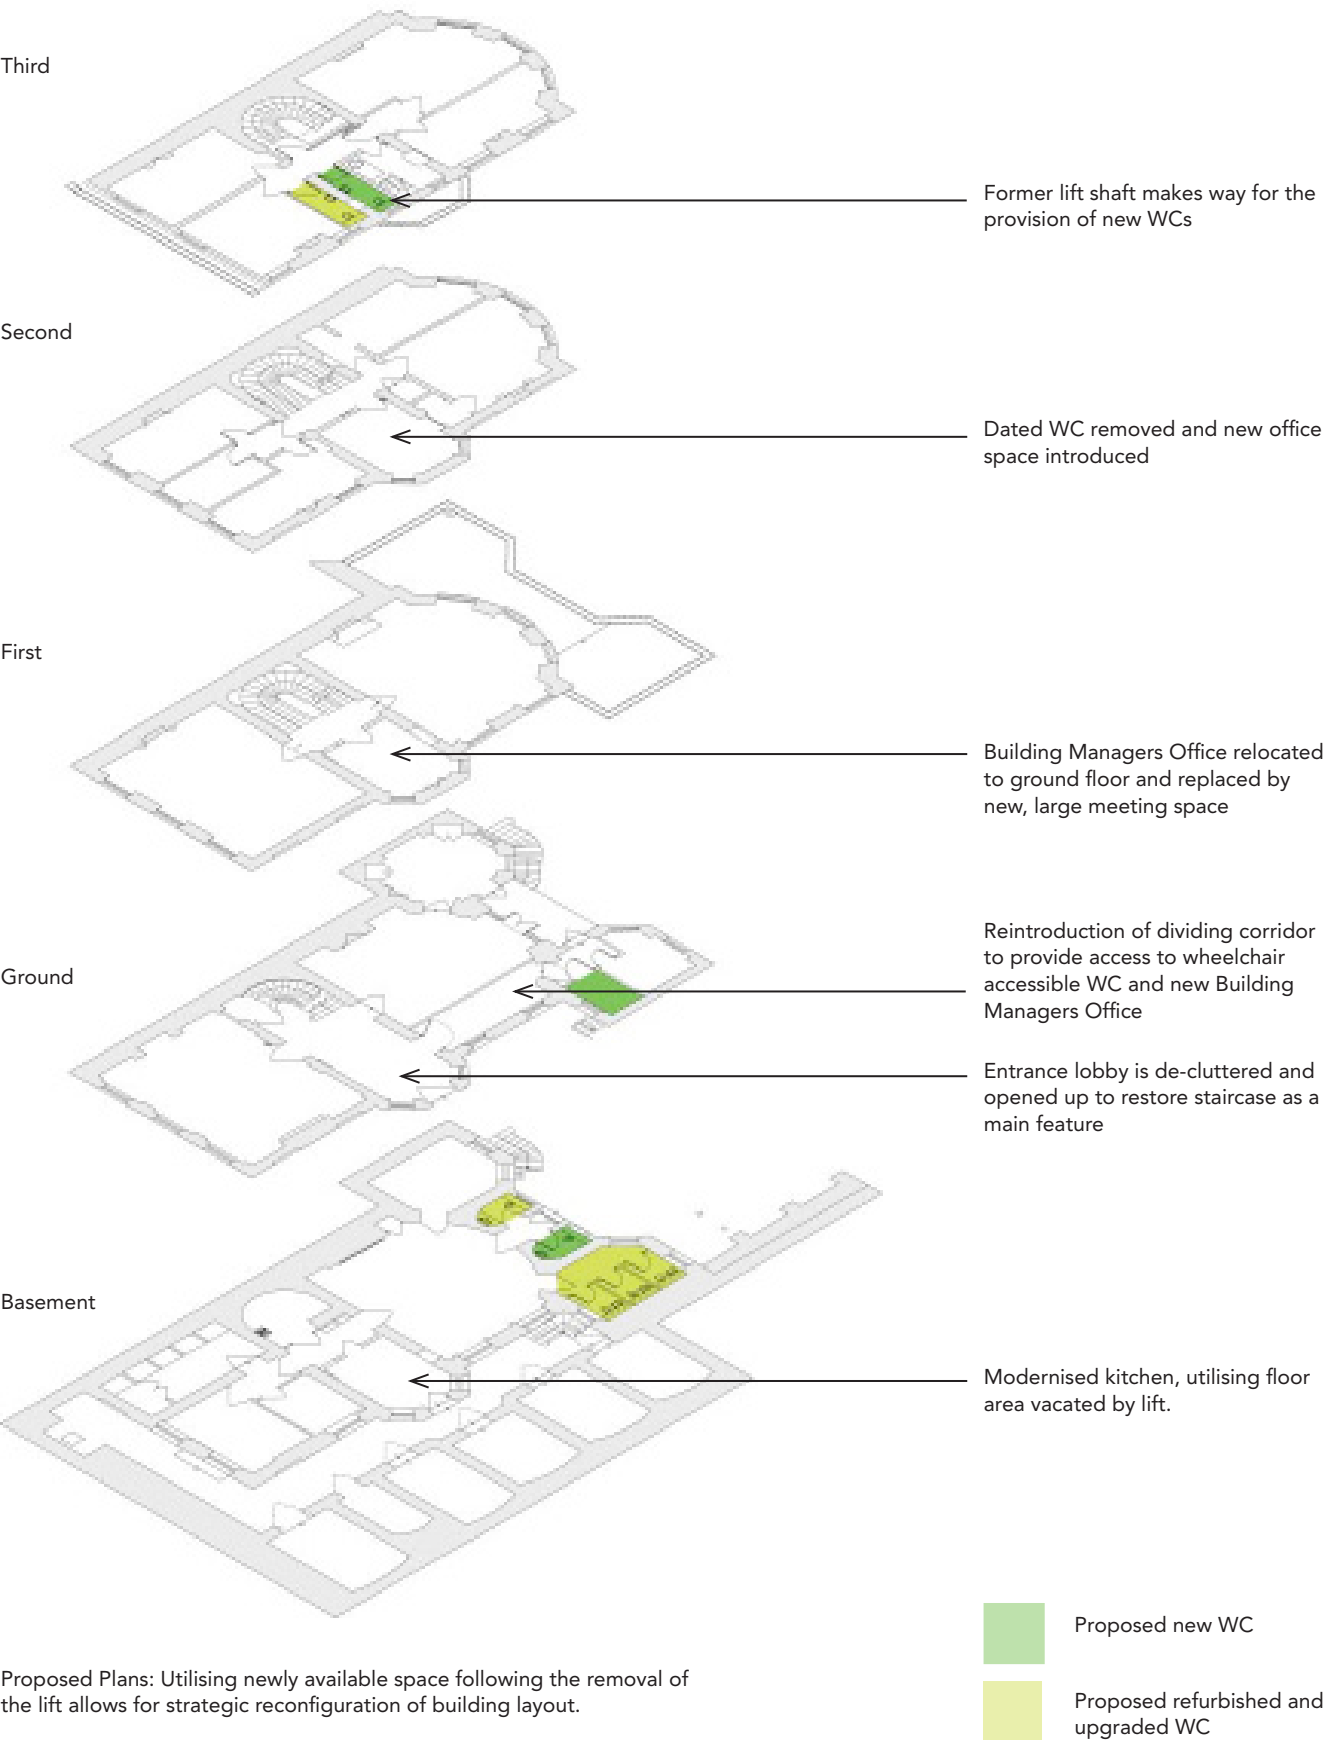 Third
Former lift shaft makes way for the
provision of new WCs
Second
Dated WC removed and new office
space introduced
First
Building Managers Office relocated
to ground floor and replaced by
new, large meeting space
Reintroduction of dividing corridor
to provide access to wheelchair
accessible WC and new Building
Managers Office
Ground
Entrance lobby is de-cluttered and
opened up to restore staircase as a
main feature
Basement
Modernised kitchen, utilising floor
area vacated by lift.
Proposed new WC
Proposed refurbished and
upgraded WC
Proposed Plans: Utilising newly available space following the removal of
the lift allows for strategic reconfiguration of building layout.